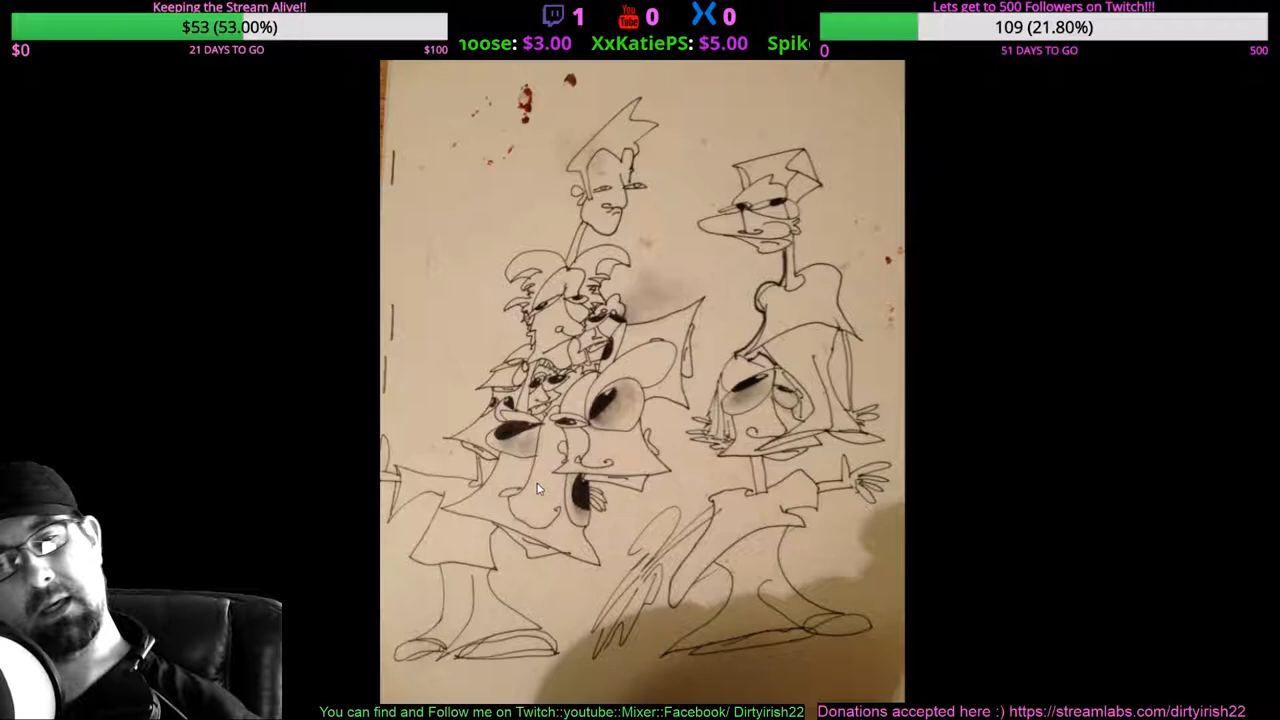 Keeping the Stream Alive!!
$53 (53.00%)
$0
21 DAYS TO GO
$100
1
You Tube
0
0
hoose: $3.00 XxKatiePS: $5.00 Spik
Lets get to 500 Followers on Twitch!!!
109 (21.80%)
0
51 DAYS TO GO
500
You can find and Follow me on Twitch::youtube::Mixer::Facebook/ Dirtyirish22
Donations accepted here :) https://streamlabs.com/dirtyirish22